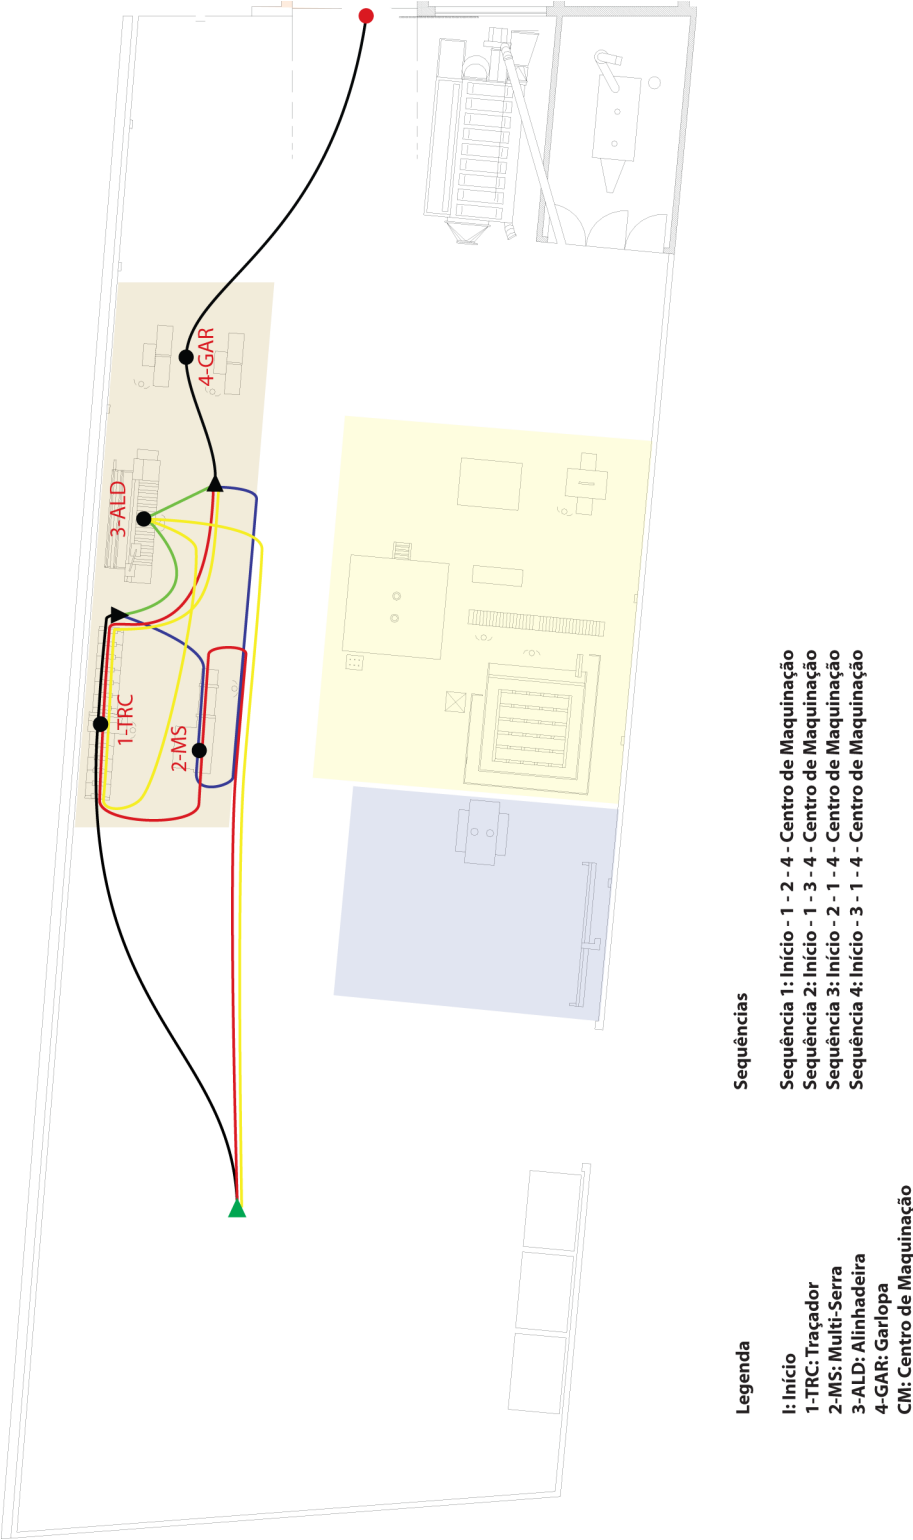 4-GAR
3-ALD
1-TRC
2-MS
Sequências
Sequência 1: Início - 1 - 2 - 4 - Centro de Maquinação
Sequência 2: Início - 1 - 3 - 4 - Centro de Maquinação
Sequência 3: Início - 2 - 1 - 4 - Centro de Maquinação
Sequência 4: Início - 3 - 1 - 4 - Centro de Maquinação
Legenda
I: Início
1-TRC: Traçador
2-MS: Multi-Serra
3-ALD: Alinhadeira
4-GAR: Garlopa
CM: Centro de Maquinação